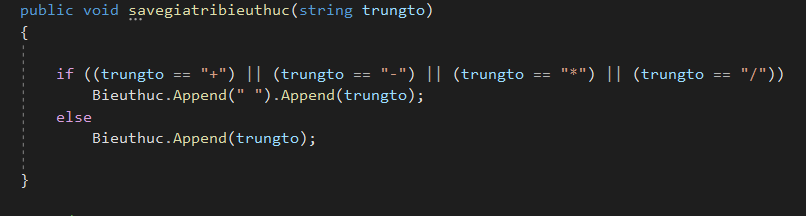 public void savegiatribieuthuc(string trungto)
{
if ((trungto == "+") || (trungto == "-") || (trungto == "*") || (trungto == "/"))
Bieuthuc.Append(" ").Append(trungto);
else
Bieuthuc.Append(trungto);
}